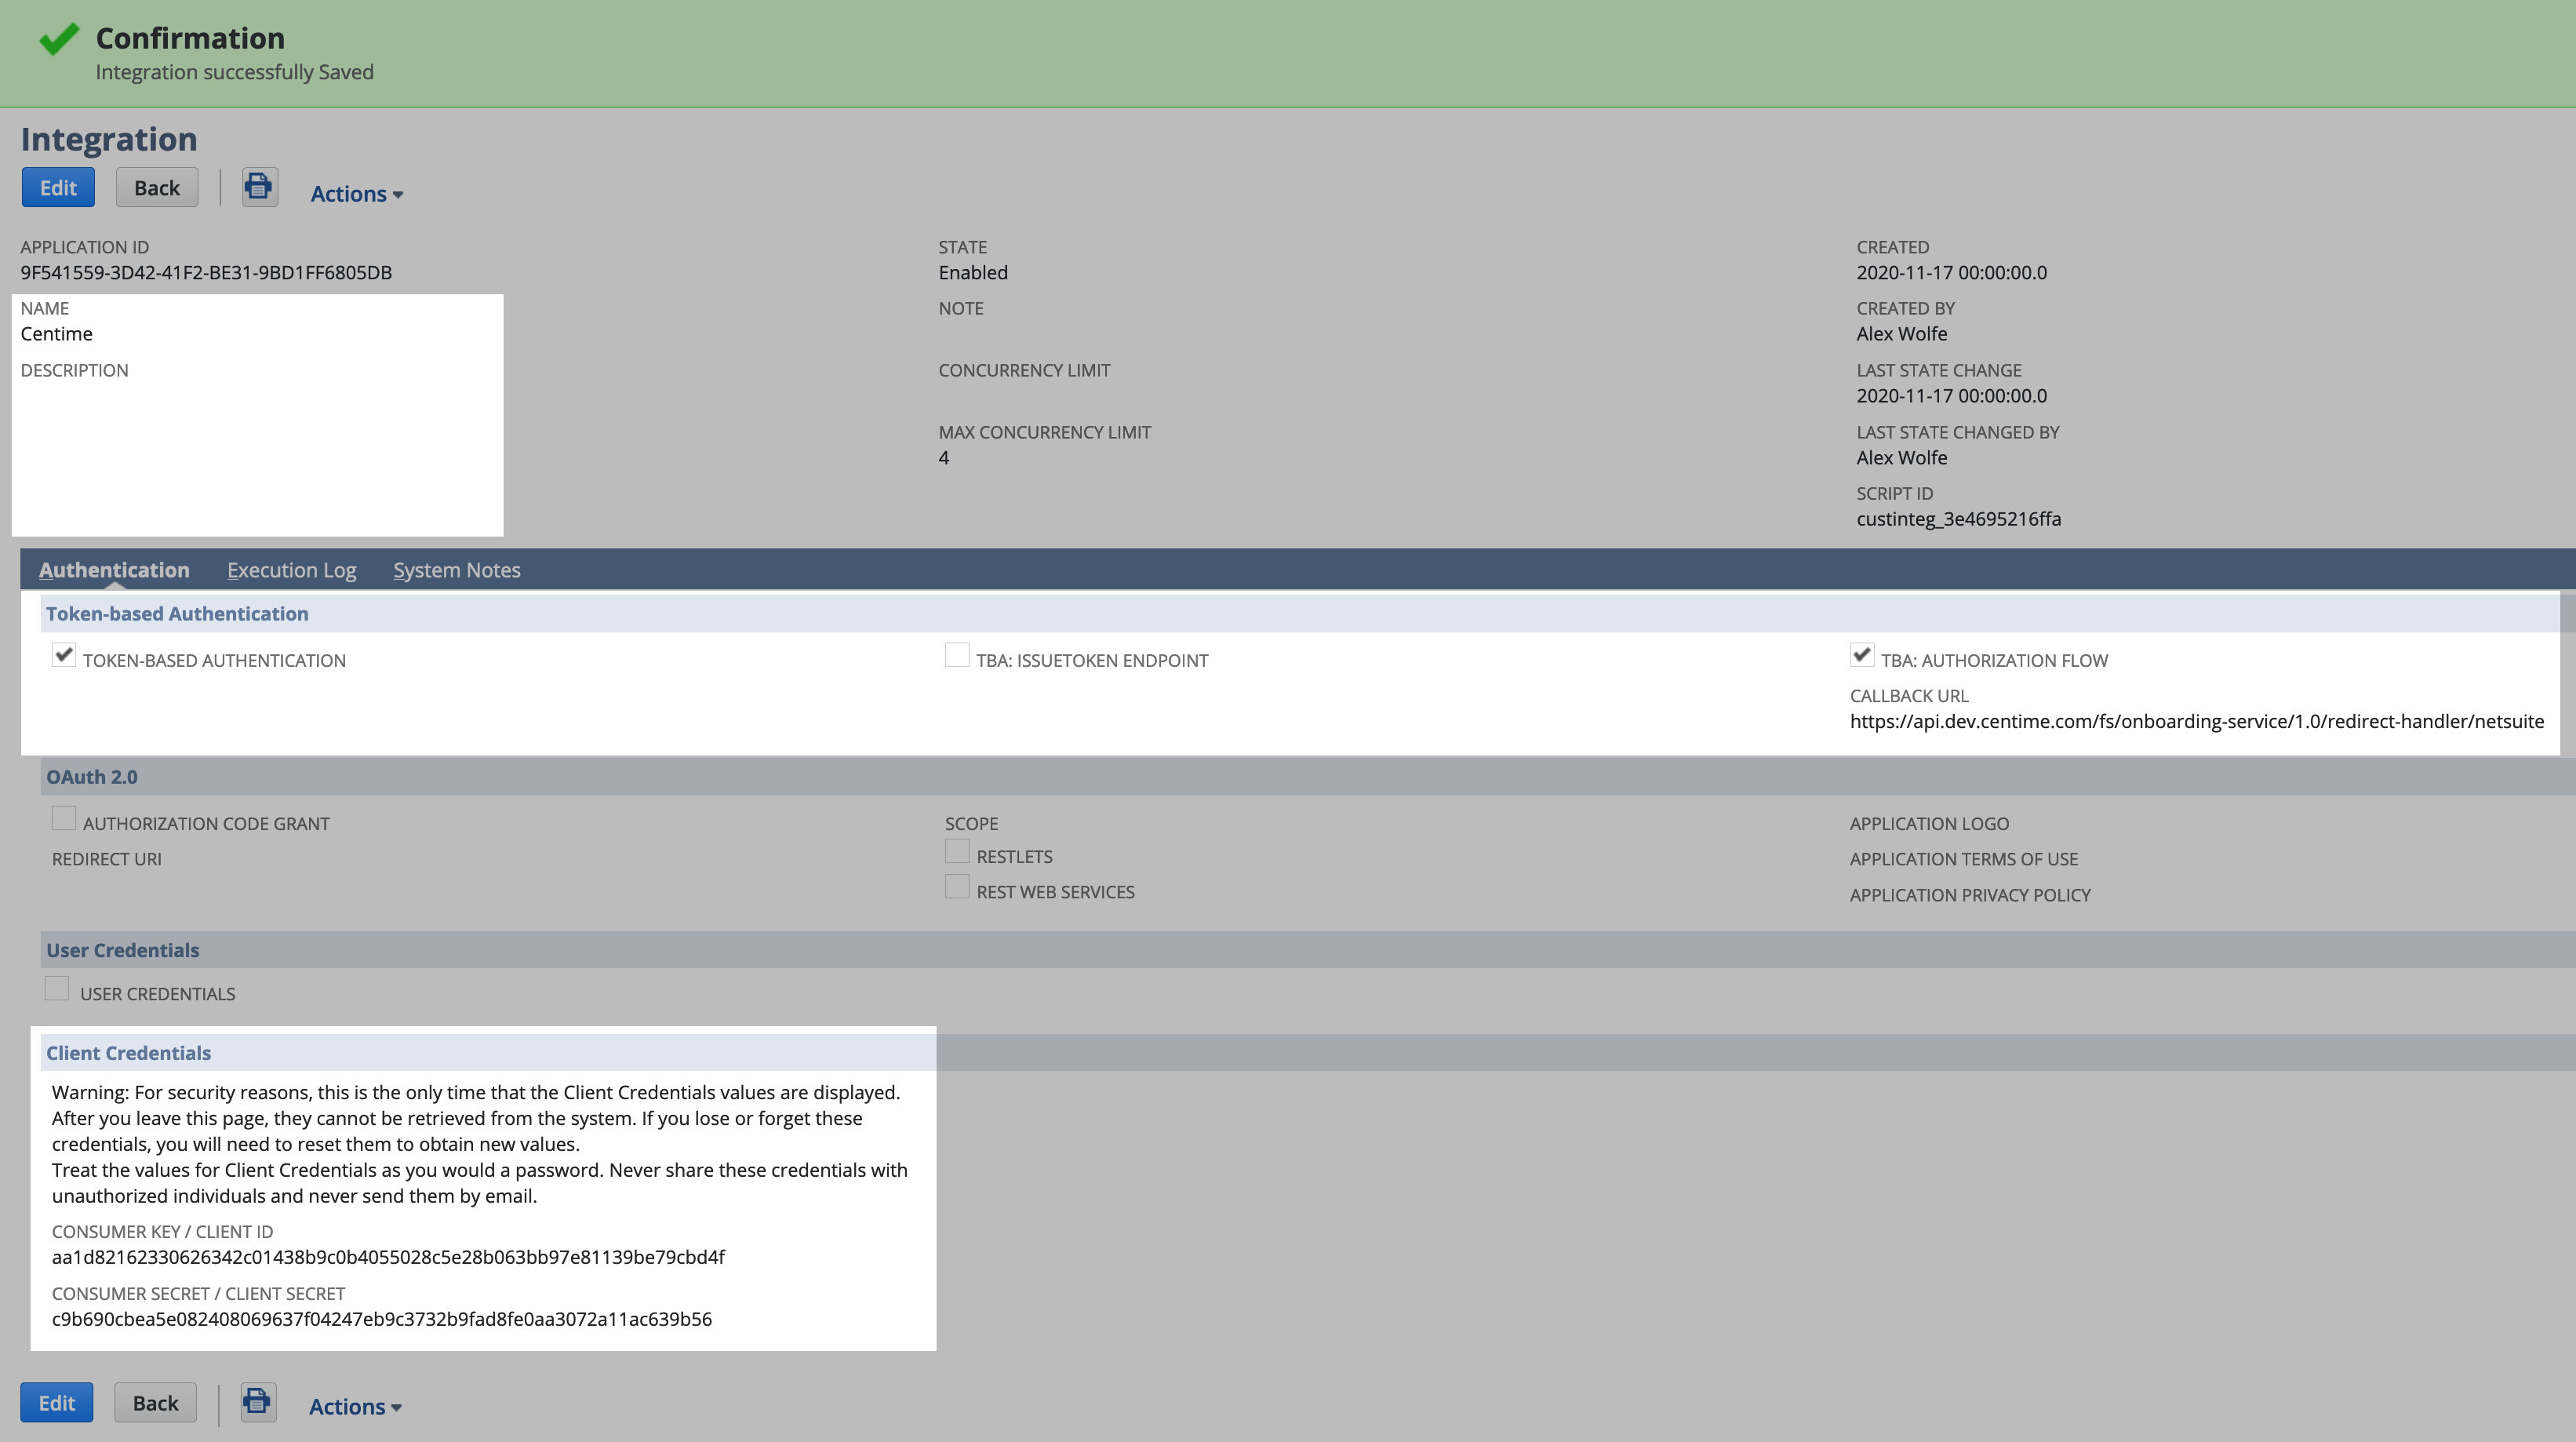 Confirmation
Integration successfully Saved
Integration
Edit Back Actions
APPLICATION ID
9F541559-3D42-41F2-BE31-9BD1FF6805DB
NAME
Centime
DESCRIPTION
STATE
Enabled
NOTE
CONCURRENCY LIMIT
MAX CONCURRENCY LIMIT
4
CREATED
2020-11-17 00:00:00.0
CREATED BY
Alex Wolfe
LAST STATE CHANGE
2020-11-17 00:00:00.0
LAST STATE CHANGED BY
Alex Wolfe
SCRIPT ID
custinteg_3e4695216ffa
Authentication Execution Log System Notes
Token-based Authentication
TOKEN-BASED AUTHENTICATION
TBA: ISSUETOKEN ENDPOINT
TBA: AUTHORIZATION FLOW
CALLBACK URL
https://api.dev.centime.com/fs/onboarding-service/1.0/redirect-handler/netsuite
OAuth 2.0
AUTHORIZATION CODE GRANT
REDIRECT URI
SCOPE
RESTLETS
REST WEB SERVICES
APPLICATION LOGO
APPLICATION TERMS OF USE
APPLICATION PRIVACY POLICY
User Credentials
USER CREDENTIALS
Client Credentials
Warning: For security reasons, this is the only time that the Client Credentials values are displayed.
After you leave this page, they cannot be retrieved from the system. If you lose or forget these
credentials, you will need to reset them to obtain new values.
Treat the values for Client Credentials as you would a password. Never share these credentials with
unauthorized individuals and never send them by email.
CONSUMER KEY / CLIENT ID
aa1d82162330626342c01438b9c0b4055028c5e28b063bb97e81139be79cbd4f
CONSUMER SECRET / CLIENT SECRET
c9b690cbea5e082408069637f04247eb9c3732b9fad8fe0aa3072a11ac639b56
Edit Back Actions